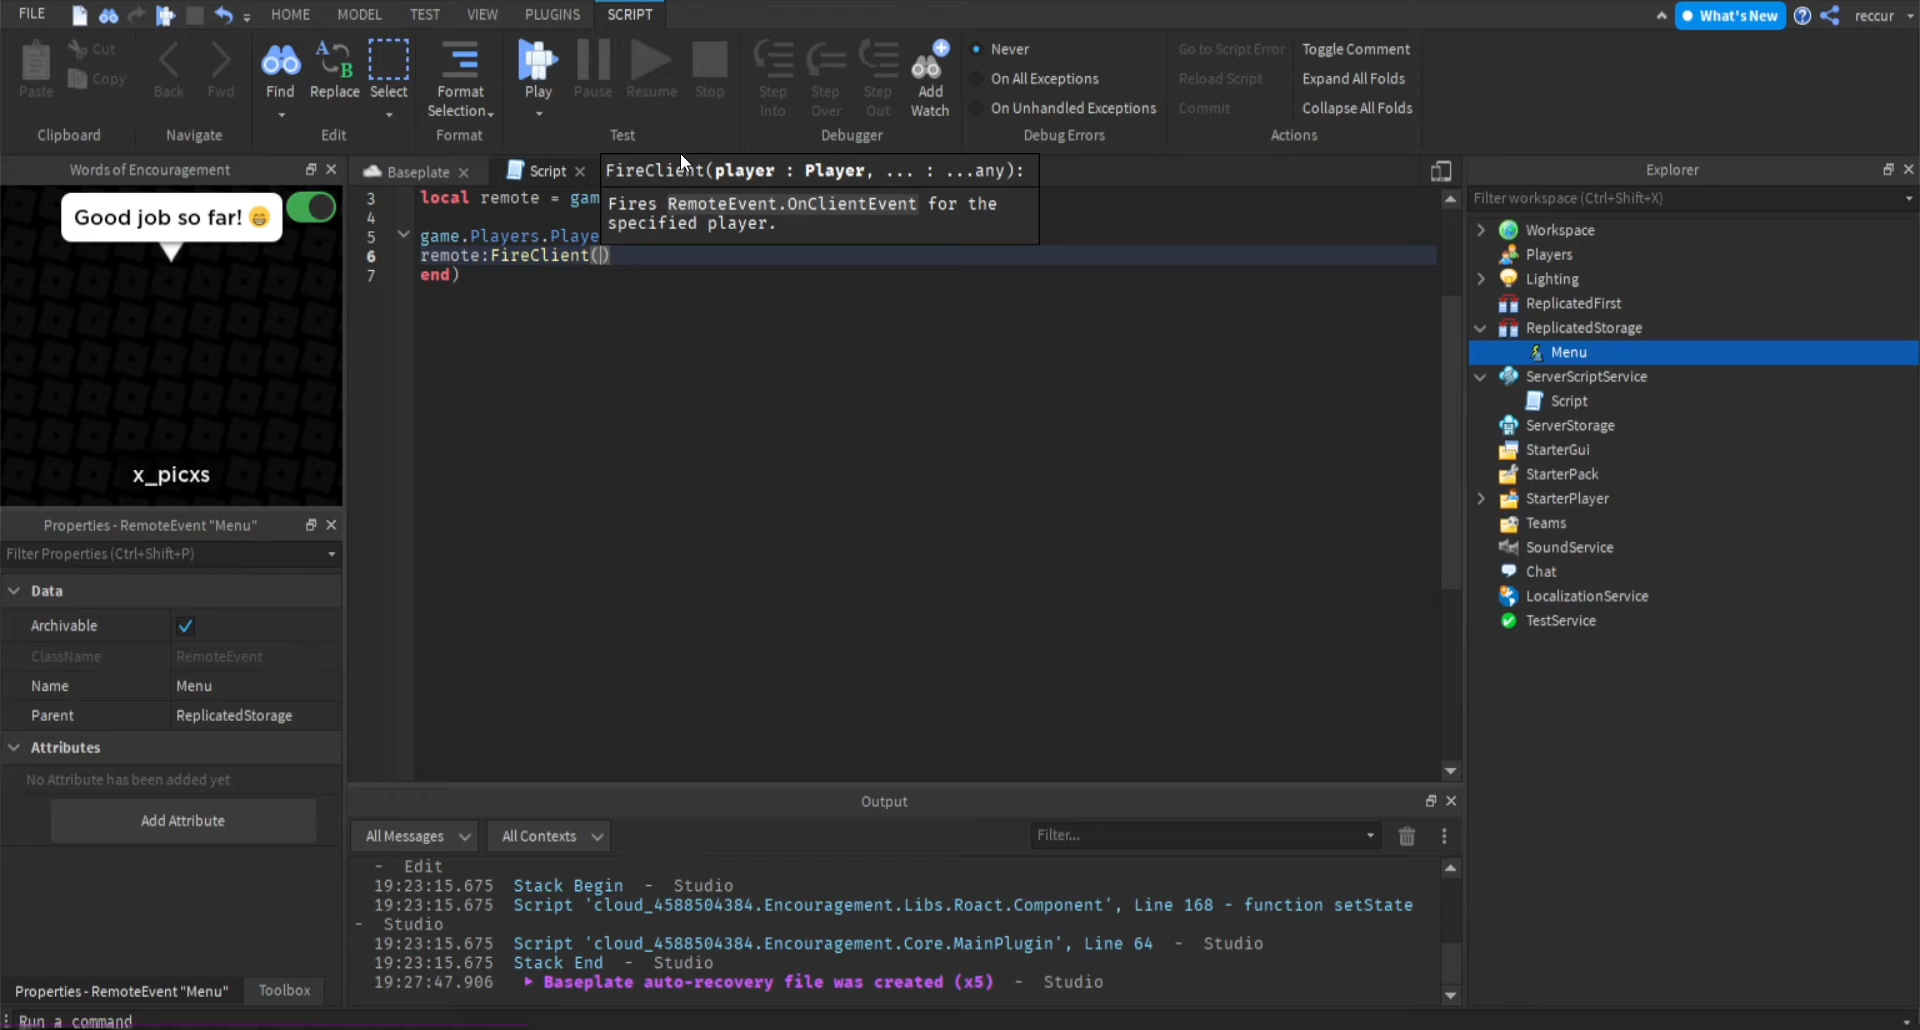 FILE HOME MODEL TEST VIEW PLUGINS SCRIPT What's New reccur
Paste Cut Copy Clipboard
Back Fwd Navigate
Find Replace Select Edit
Format Selection Format
Play Pause Resume Stop Test
Step Into Step Over Step Out Add Watch Debugger
Never
On All Exceptions
On Unhandled Exceptions
Debug Errors
Go to Script Error Toggle Comment
Reload Script Expand All Folds
Commit Collapse All Folds
Actions
Words of Encouragement
Good job so far! 😁
x_picxs
Properties - RemoteEvent "Menu"
Filter Properties (Ctrl+Shift+P)
Data
Archivable
ClassName RemoteEvent
Name Menu
Parent ReplicatedStorage
Attributes
No Attribute has been added yet
Add Attribute
Properties - RemoteEvent "Menu" Toolbox
Run a command
Baseplate Script
FireClient(player : Player, ... : ...any):
Fires RemoteEvent.OnClientEvent for the
specified player.
3 local remote = gam
4
5 game.Players.Playe
6 remote:FireClient()
7 end)
Output
All Messages All Contexts Filter...
- Edit
19:23:15.675 Stack Begin - Studio
19:23:15.675 Script 'cloud_4588504384.Encouragement.Libs.Roact.Component', Line 168 - function setState
- Studio
19:23:15.675 Script 'cloud_4588504384.Encouragement.Core.MainPlugin', Line 64 - Studio
19:23:15.675 Stack End - Studio
19:27:47.906 Baseplate auto-recovery file was created (x5) - Studio
Explorer
Filter workspace (Ctrl+Shift+X)
Workspace
Players
Lighting
ReplicatedFirst
ReplicatedStorage
Menu
ServerScriptService
Script
ServerStorage
StarterGui
StarterPack
StarterPlayer
Teams
SoundService
Chat
LocalizationService
TestService